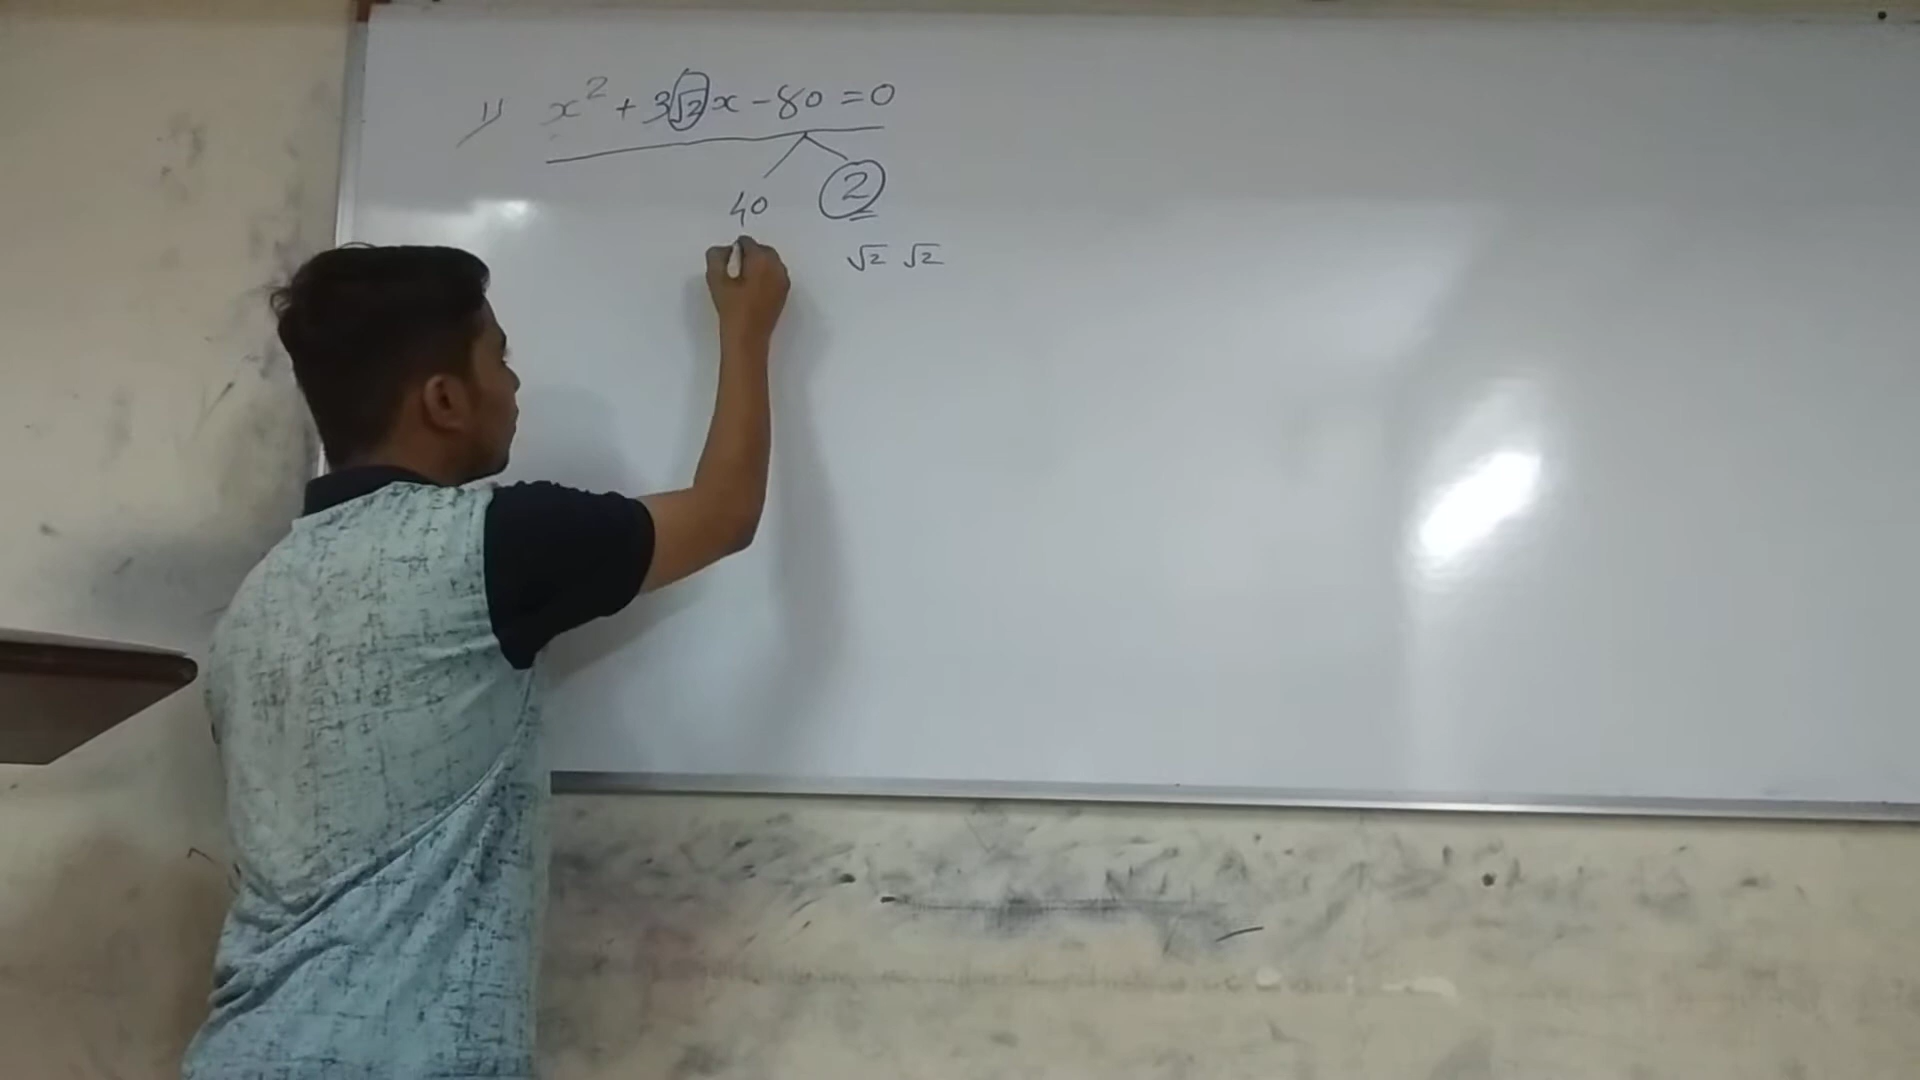 1) x² + 3√2x - 80 = 0
40 2
√2 √2